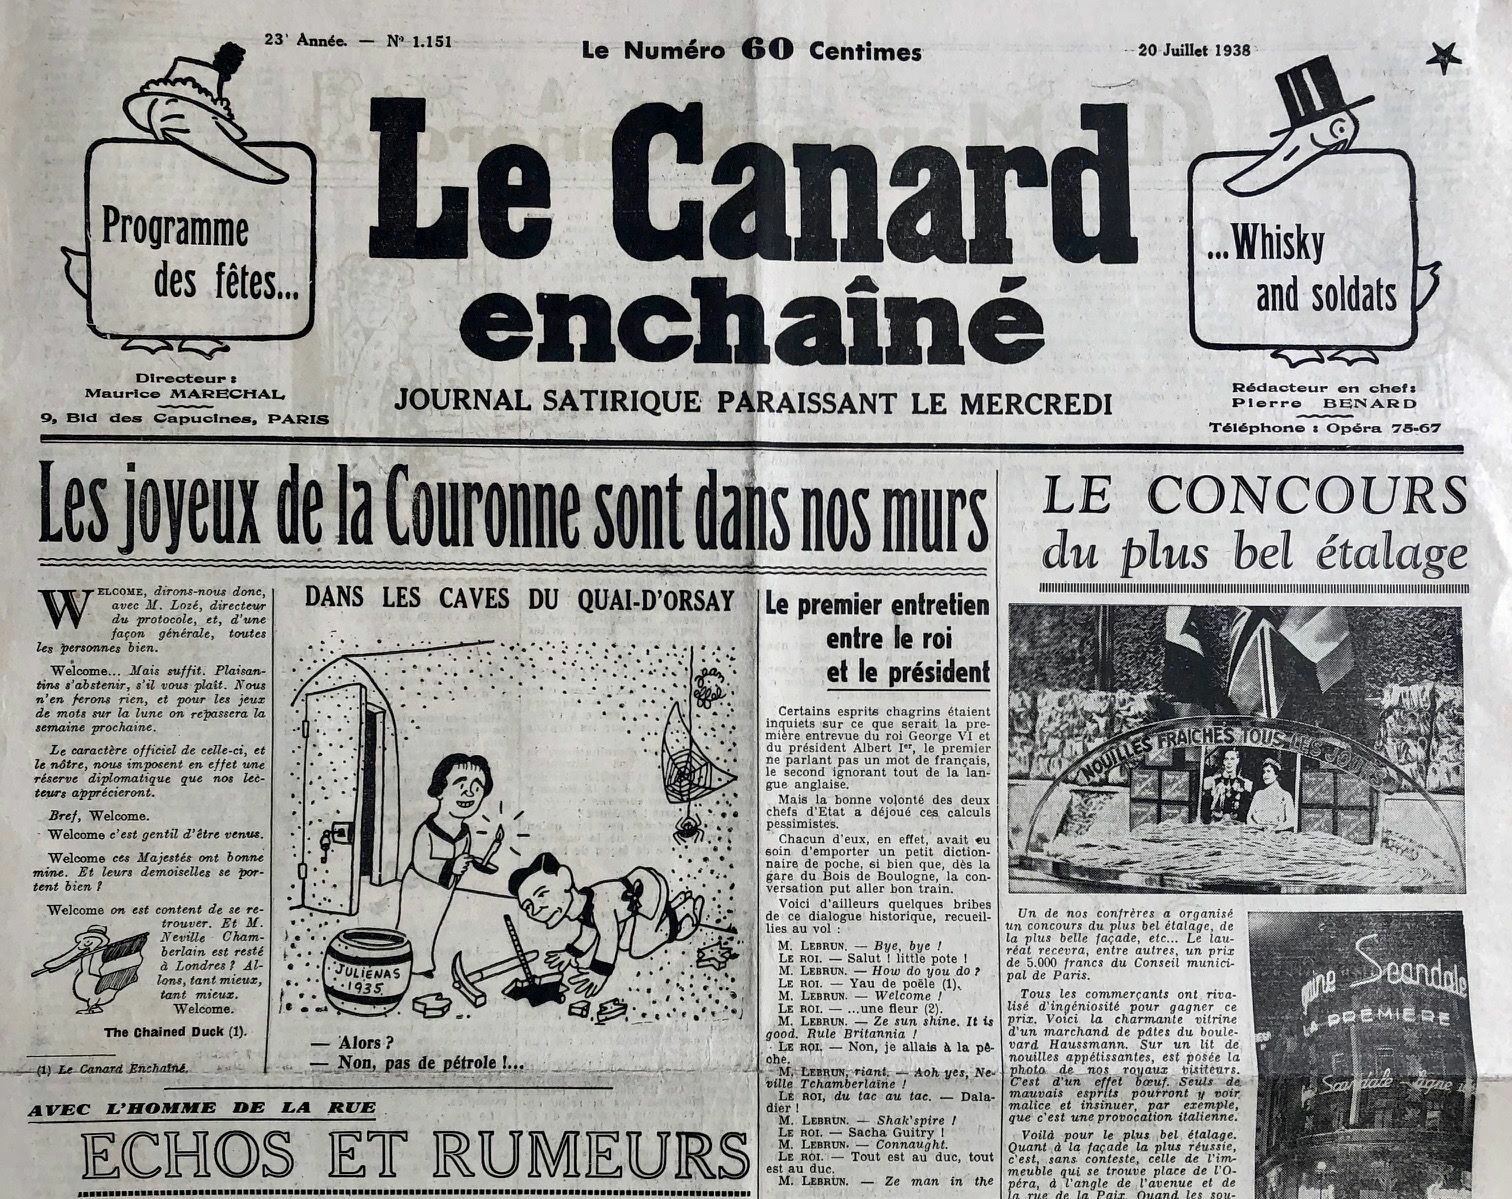 23' Année. — Nº 1.151
Le Numéro 60 Centimes
20 Juillet 1938
Programme
des fêtes...
Le Canard
enchaîné
...Whisky
and soldats
Directeur :
Maurice MARECHAL
9, Bld des Capucines, PARIS
JOURNAL SATIRIQUE PARAISSANT LE MERCREDI
Rédacteur en chef :
Pierre BENARD
Téléphone : Opéra 75-67
Les joyeux de la Couronne sont dans nos murs
WELCOME, dirons-nous donc,
avec M. Lozé, directeur
du protocole, et, d'une
façon générale, toutes
les personnes bien.
Welcome... Mais suffit. Plaisan-
tins s'abstenir, s'il vous plaît. Nous
n'en ferons rien, et pour les jeux
de mots sur la lune on repassera la
semaine prochaine.
Le caractère officiel de celle-ci, et
le nôtre, nous imposent en effet une
réserve diplomatique que nos lec-
teurs apprécieront.
Bref, Welcome.
Welcome c'est gentil d'être venus.
Welcome ces Majestés ont bonne
mine. Et leurs demoiselles se por-
tent bien ?
Welcome on est content de se re-
trouver. Et M.
Neville Cham-
berlain est resté
à Londres ? Al-
lons, tant mieux,
tant mieux.
Welcome.
The Chained Duck (1).
(1) Le Canard Enchaîné.
DANS LES CAVES DU QUAI-D'ORSAY
Jean
Effel
JULIENAS
1935
— Alors ?
— Non, pas de pétrole !...
AVEC L'HOMME DE LA RUE
ECHOS ET RUMEURS
Le premier entretien
entre le roi
et le président
Certains esprits chagrins étaient
inquiets sur ce que serait la pre-
mière entrevue du roi George VI et
du président Albert Ier, le premier
ne parlant pas un mot de français,
le second ignorant tout de la lan-
gue anglaise.
Mais la bonne volonté des deux
chefs d'Etat a déjoué ces calculs
pessimistes.
Chacun d'eux, en effet, avait eu
soin d'emporter un petit diction-
naire de poche, si bien que, dès la
gare du Bois de Boulogne, la con-
versation put aller bon train.
Voici d'ailleurs quelques bribes
de ce dialogue historique, recueil-
lies au vol :
M. LEBRUN. — Bye, bye !
LE ROI. — Salut ! little pote !
M. LEBRUN. — How do you do ?
LE ROI. — Yau de poële (1).
M. LEBRUN. — Welcome !
LE ROI. — ...une fleur (2).
M. LEBRUN. — Ze sun shine. It is
good. Rule Britannia !
LE ROI. — Non, je allais à la pê-
che.
M. LEBRUN, riant. — Aoh yes, Ne-
ville Tchamberlaine !
LE ROI, du tac au tac. — Dala-
dier !
M. LEBRUN. — Shak'spire !
LE ROI. — Sacha Guitry !
M. LEBRUN. — Connaught.
LE ROI. — Tout est au duc, tout
est au duc.
M. LEBRUN. — Ze man in the
LE CONCOURS
du plus bel étalage
NOUILLES FRAICHES TOUS LES JOURS
Un de nos confrères a organisé
un concours du plus bel étalage, de
la plus belle façade, etc... Le lau-
réat recevra, entre autres, un prix
de 5.000 francs du Conseil munici-
pal de Paris.
Tous les commerçants ont riva-
lisé d'ingéniosité pour gagner ce
prix. Voici la charmante vitrine
d'un marchand de pâtes du boule-
vard Haussmann. Sur un lit de
nouilles appétissantes, est posée la
photo de nos royaux visiteurs.
C'est d'un effet bœuf. Seuls de
mauvais esprits pourront y voir
malice et insinuer, par exemple,
que c'est une provocation italienne.
Voilà pour le plus bel étalage.
Quant à la façade la plus réussie,
c'est, sans conteste, celle de l'im-
meuble qui se trouve place de l'O-
péra, à l'angle de l'avenue et de
la rue de la Paix. Quand les sou-
Scandale
LA PREMIERE
Scandale